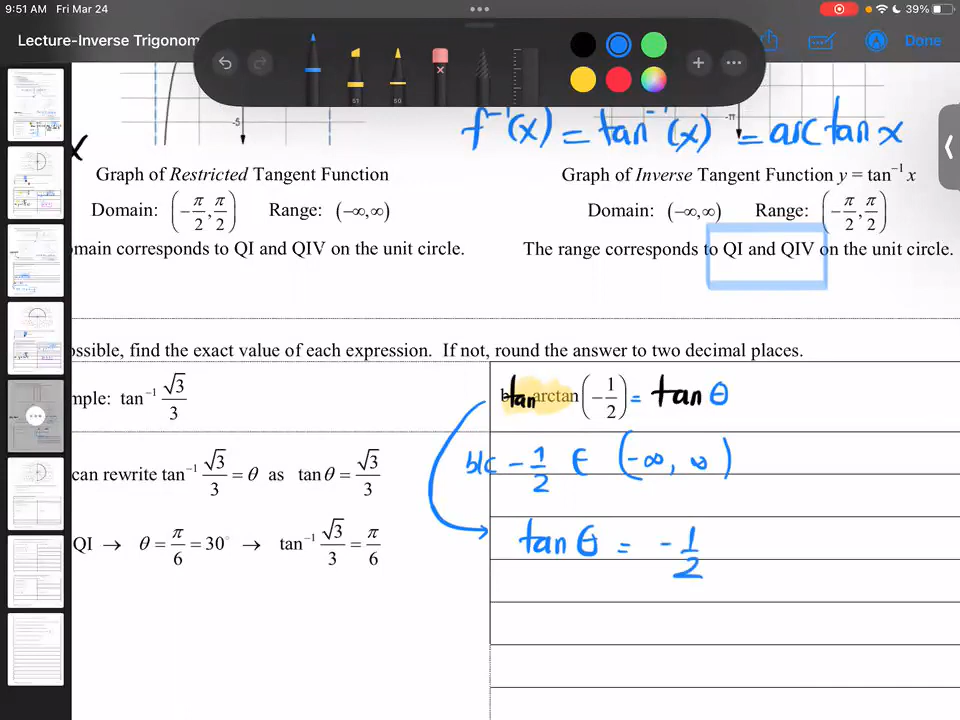 9:51 AM Fri Mar 24
39%
Lecture-Inverse Trigonom
Done
-5
-π
x
f⁻¹(x) = tan⁻¹(x) = arctan x
Graph of Restricted Tangent Function
Domain: (-π/2, π/2) Range: (-∞,∞)
omain corresponds to QI and QIV on the unit circle.
Graph of Inverse Tangent Function y = tan⁻¹ x
Domain: (-∞,∞) Range: (-π/2, π/2)
The range corresponds to QI and QIV on the unit circle.
ossible, find the exact value of each expression. If not, round the answer to two decimal places.
mple: tan⁻¹ √3/3
can rewrite tan⁻¹ √3/3 = θ as tan θ = √3/3
QI → θ = π/6 = 30° → tan⁻¹ √3/3 = π/6
tan arctan(-1/2) = tan θ
b/c -1/2 ∈ (-∞, ∞)
tan θ = -1/2